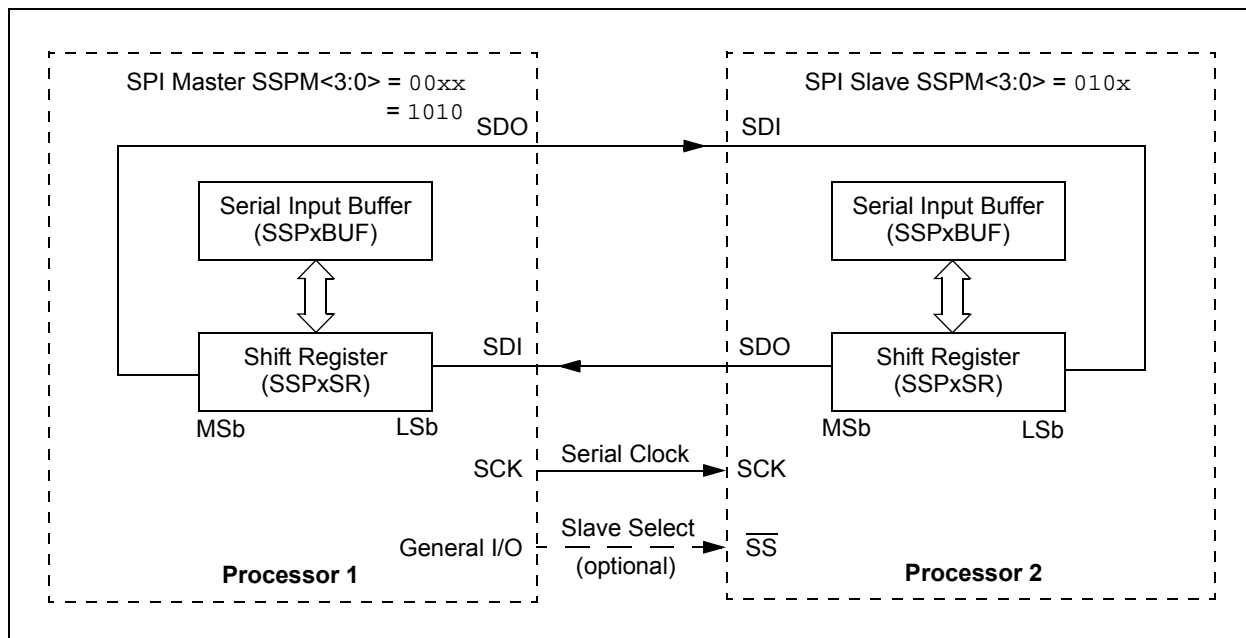 SPI Master SSPM<3:0> = 00xx
= 1010
SDO
Serial Input Buffer
(SSPxBUF)
Shift Register
(SSPxSR)
MSb
LSb
SDI
SCK
General I/O
Processor 1
Serial Clock
Slave Select
(optional)
SPI Slave SSPM<3:0> = 010x
SDI
Serial Input Buffer
(SSPxBUF)
SDO
Shift Register
(SSPxSR)
MSb
LSb
SCK
S̅S̅
Processor 2